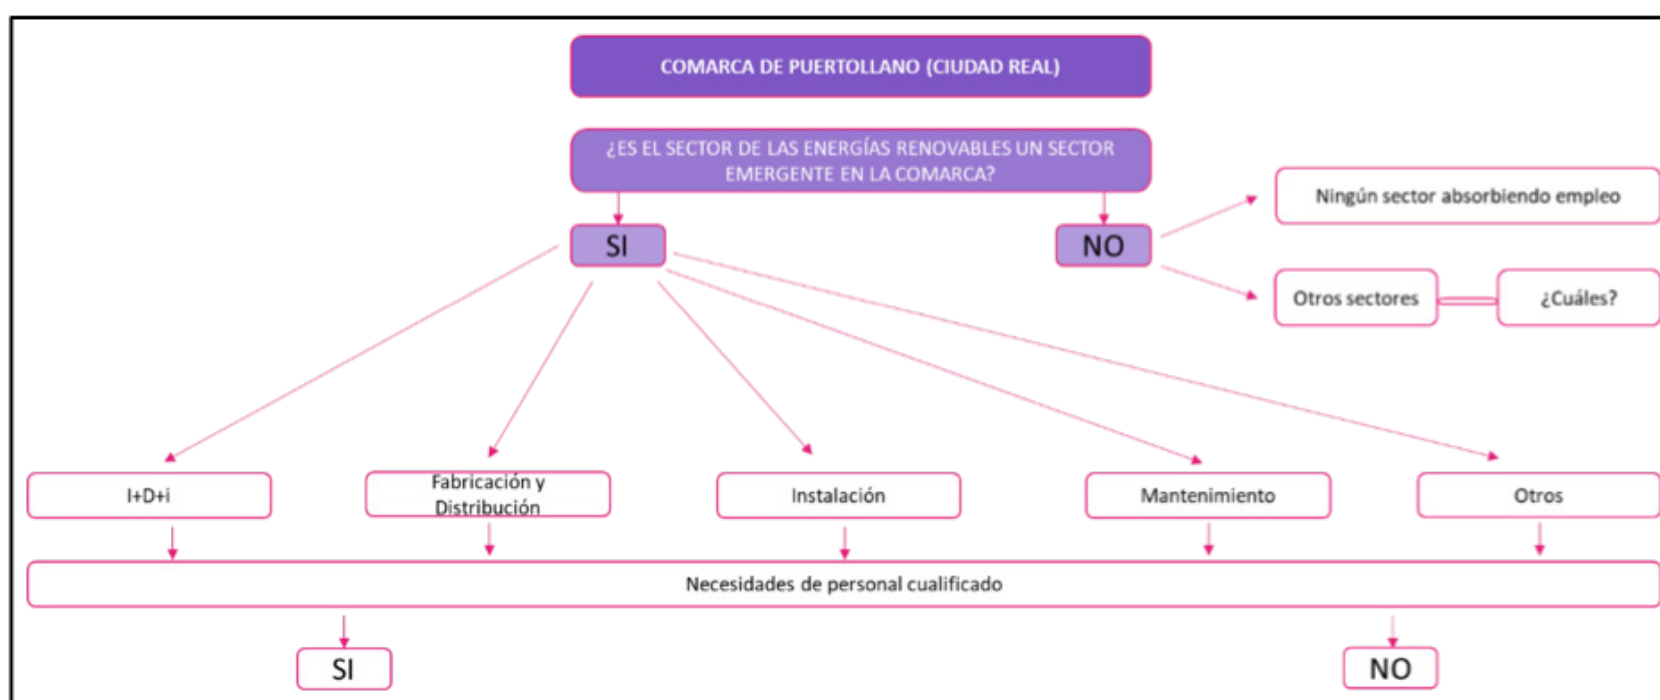 COMARCA DE PUERTOLLANO (CIUDAD REAL)
¿ES EL SECTOR DE LAS ENERGÍAS RENOVABLES UN SECTOR
EMERGENTE EN LA COMARCA?
SI
NO
Ningún sector absorbiendo empleo
Otros sectores
¿Cuáles?
I+D+i
Fabricación y
Distribución
Instalación
Mantenimiento
Otros
Necesidades de personal cualificado
SI
NO